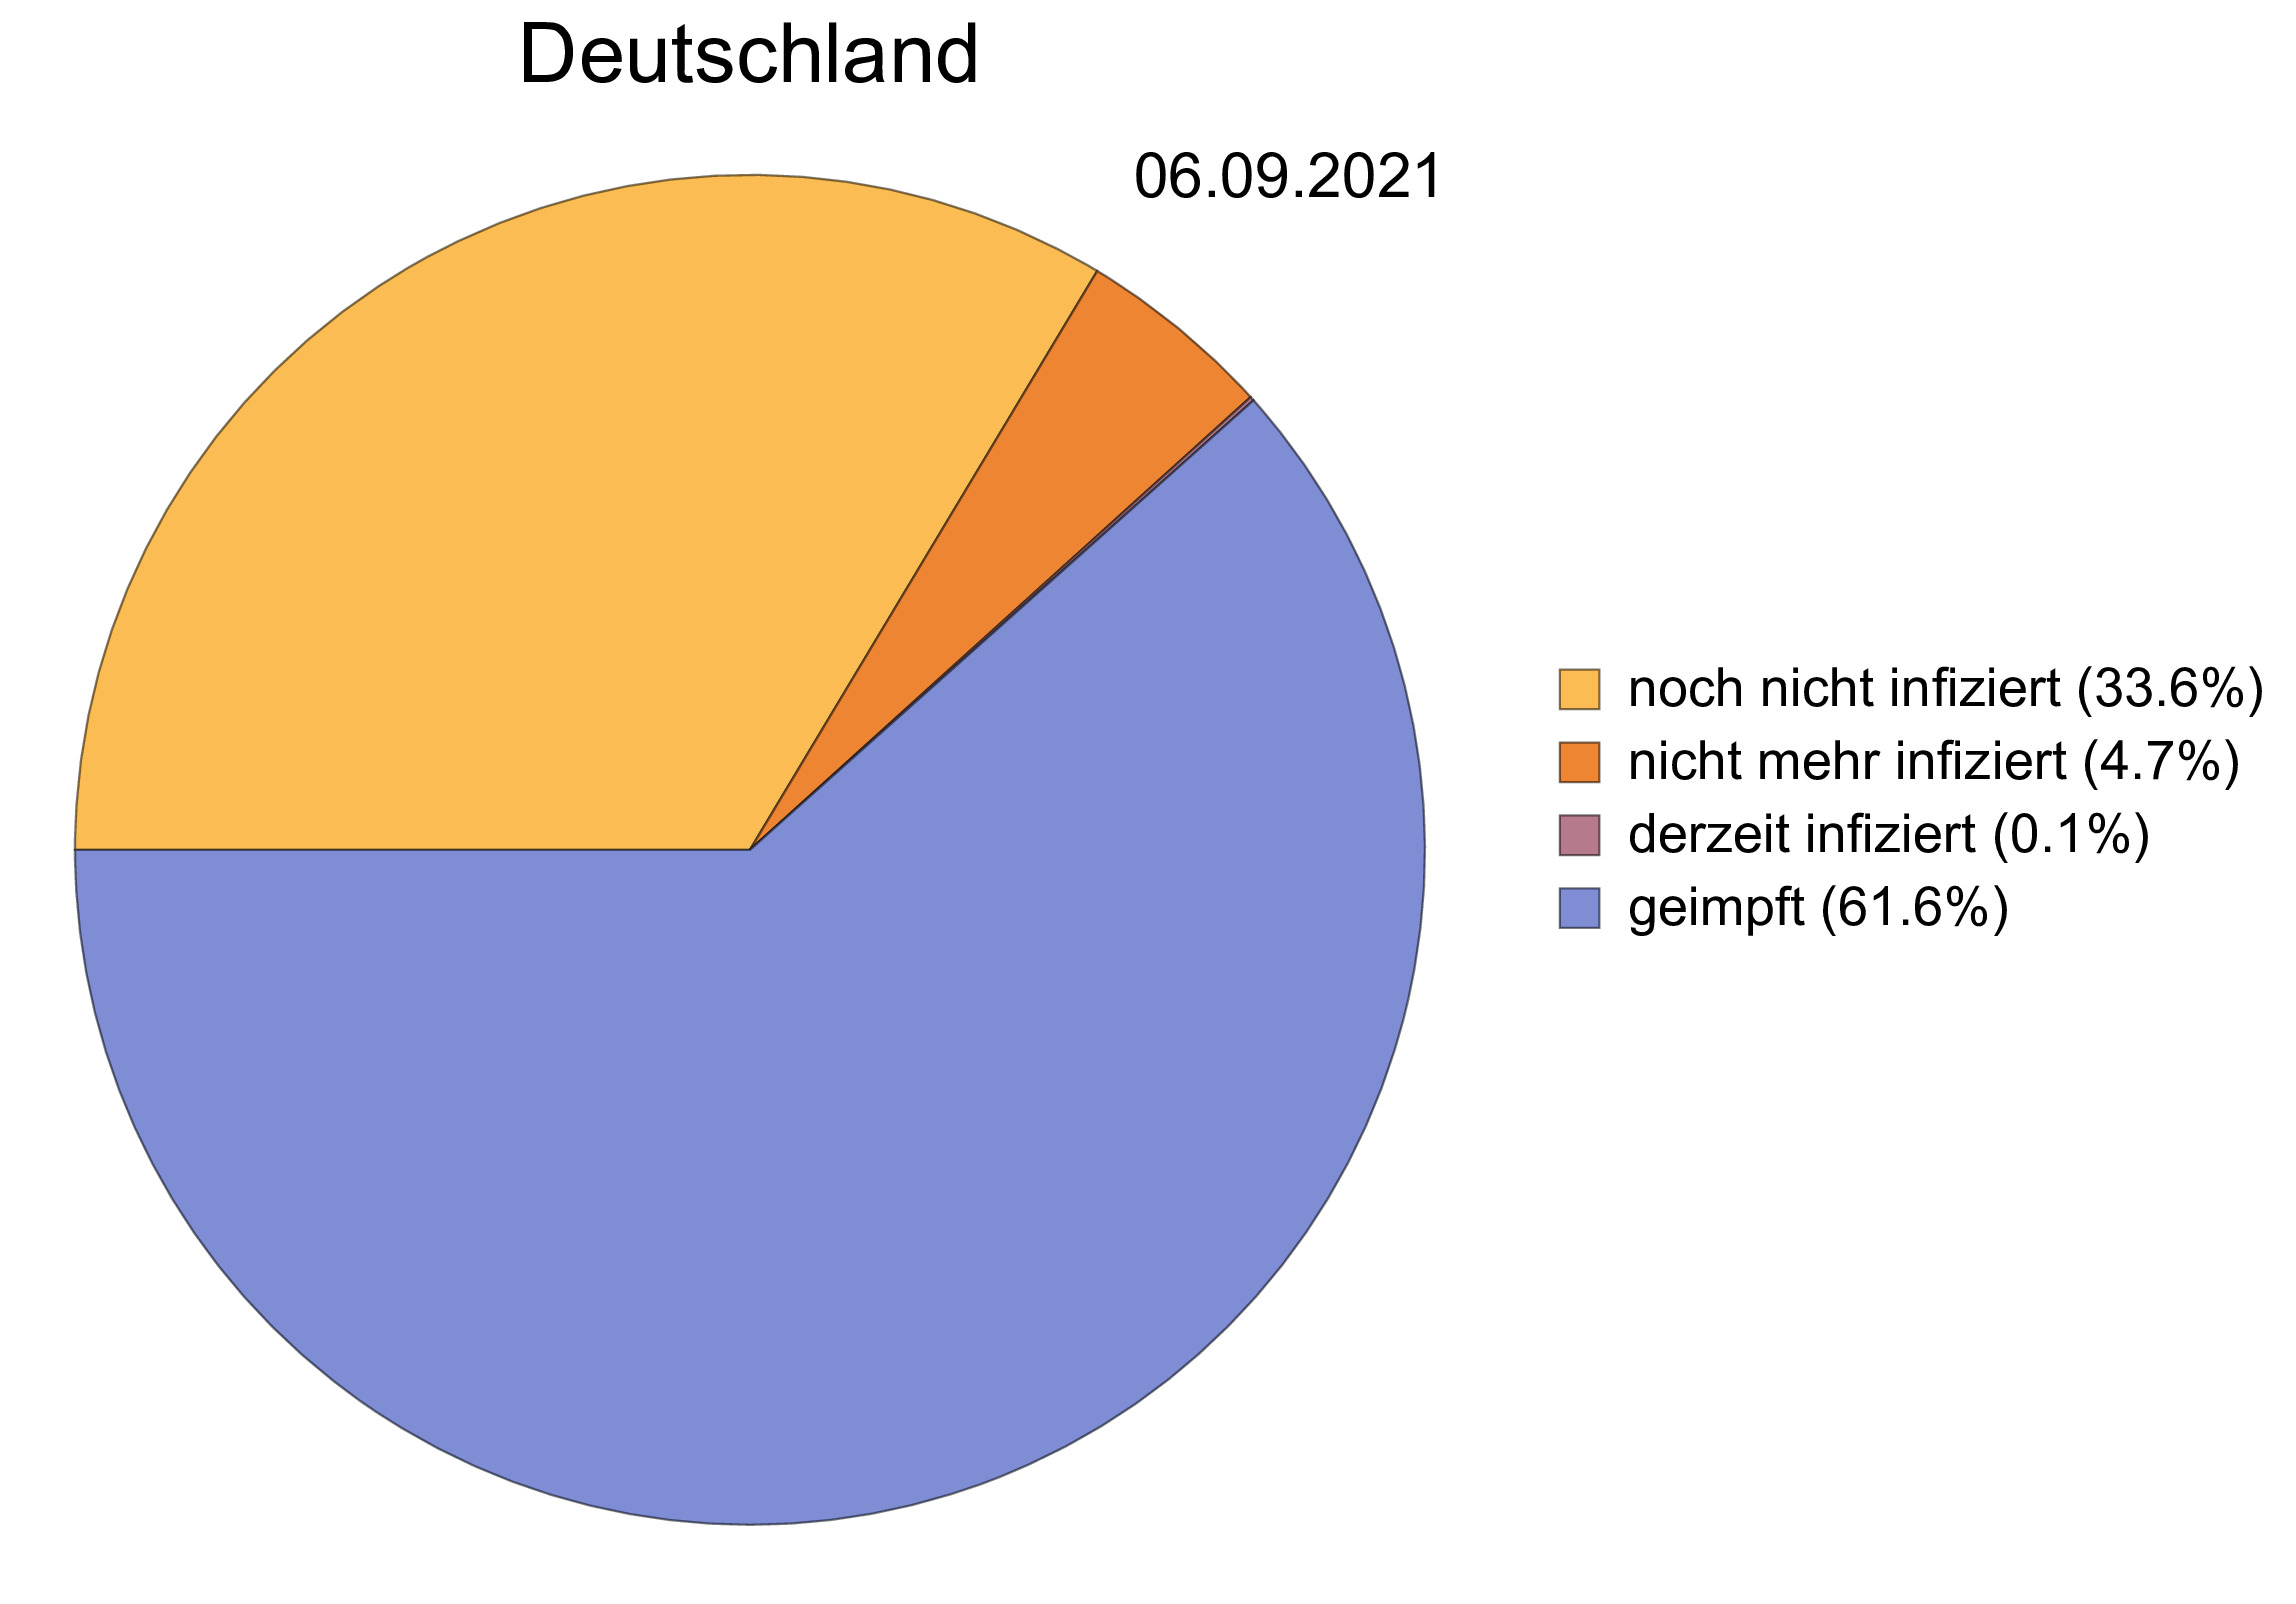 Deutschland
06.09.2021
noch nicht infiziert (33.6%)
nicht mehr infiziert (4.7%)
derzeit infiziert (0.1%)
geimpft (61.6%)